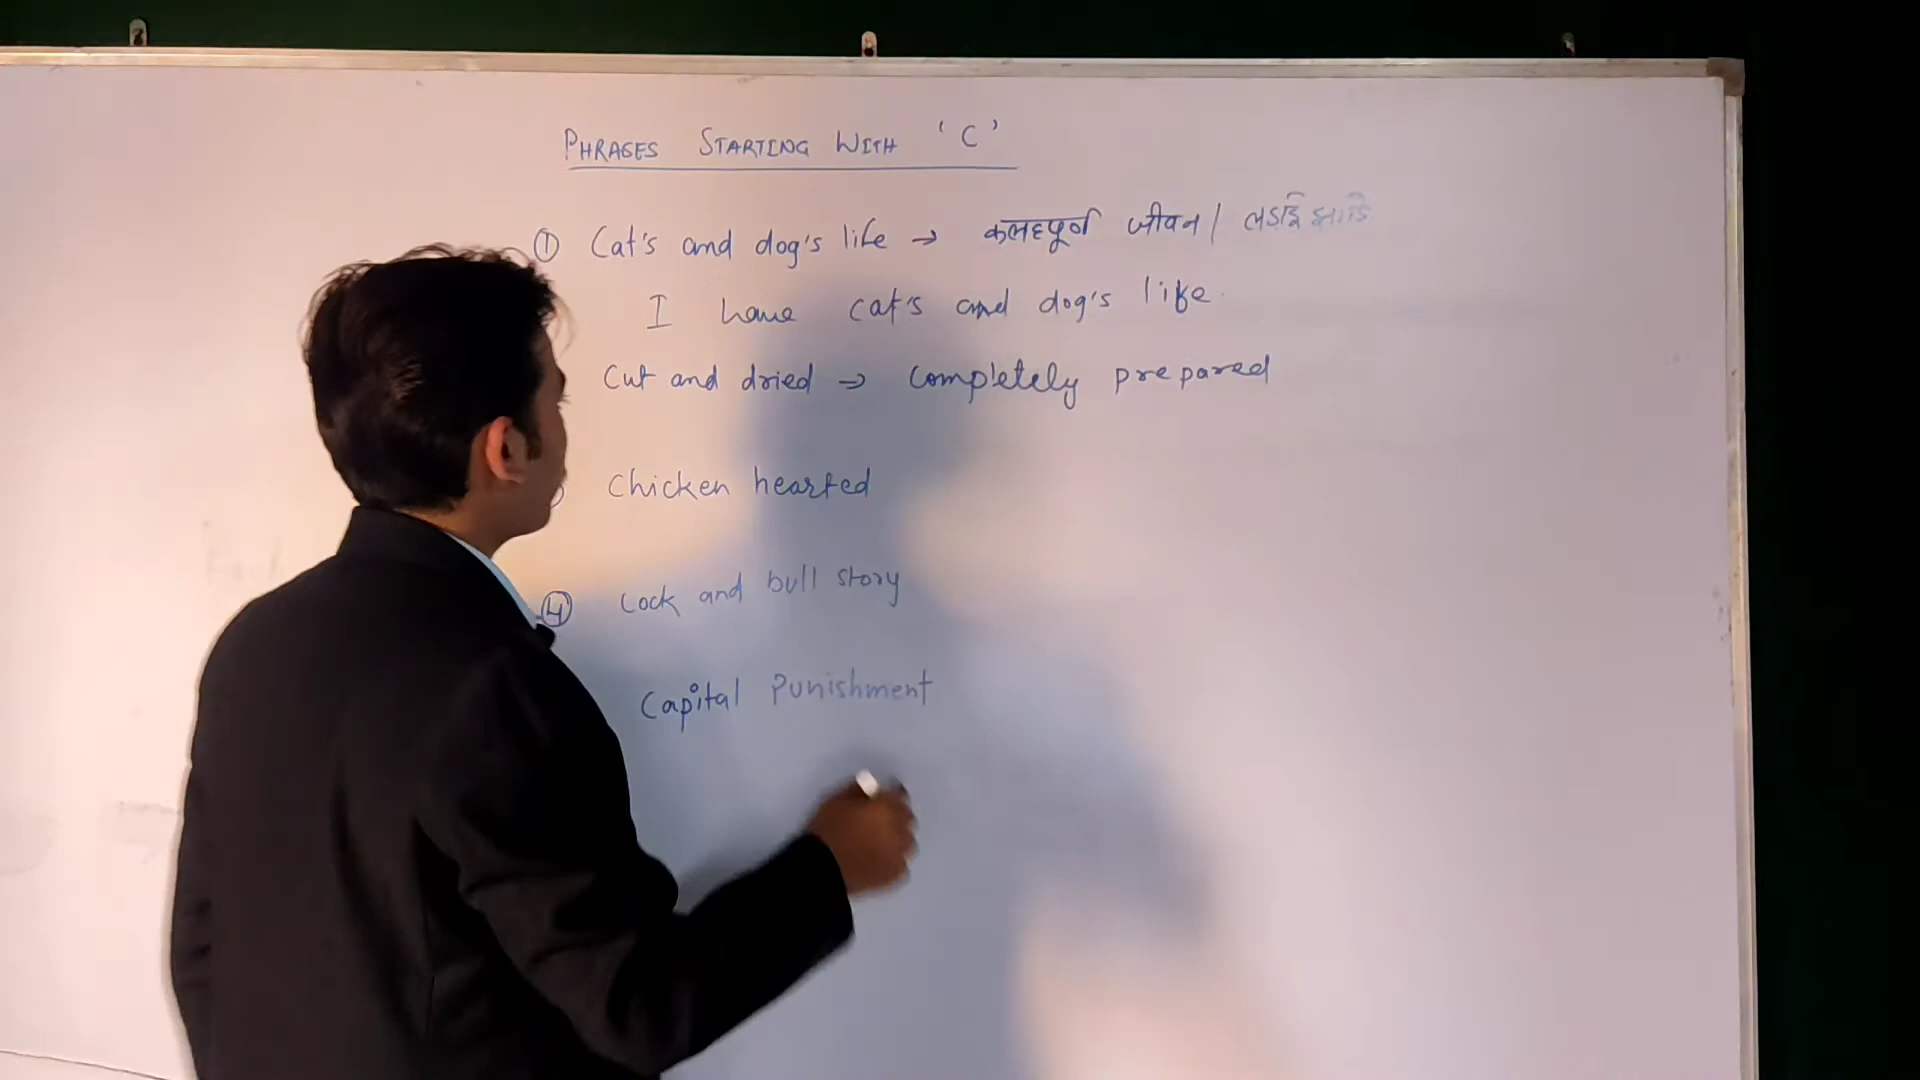 PHRASES STARTING WITH 'C'
① Cat's and dog's life → कलहपूर्ण जीवन / लड़ाई
I have cat's and dog's life.
Cut and dried → Completely prepared
Chicken hearted
④ Cock and bull story
Capital Punishment